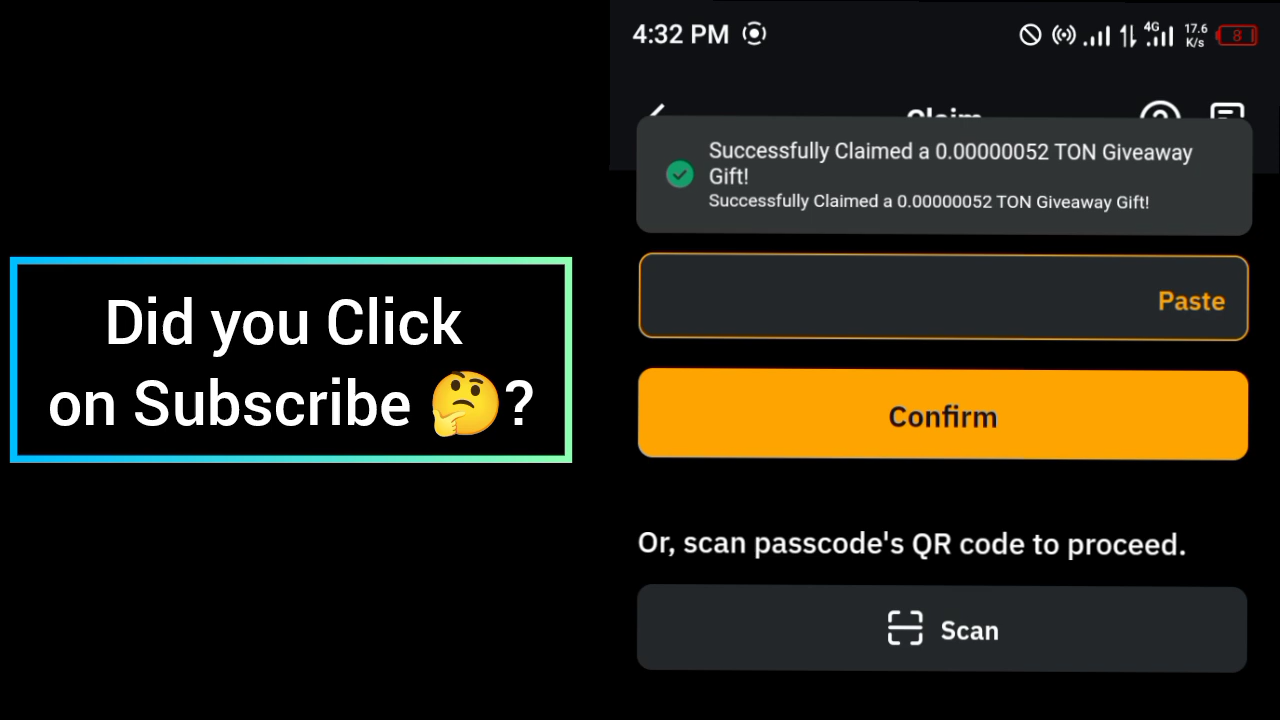 Did you Click
on Subscribe 🤔?
4:32 PM
4G
17.6
K/s
8
Claim
Successfully Claimed a 0.00000052 TON Giveaway
Gift!
Successfully Claimed a 0.00000052 TON Giveaway Gift!
Paste
Confirm
Or, scan passcode's QR code to proceed.
Scan